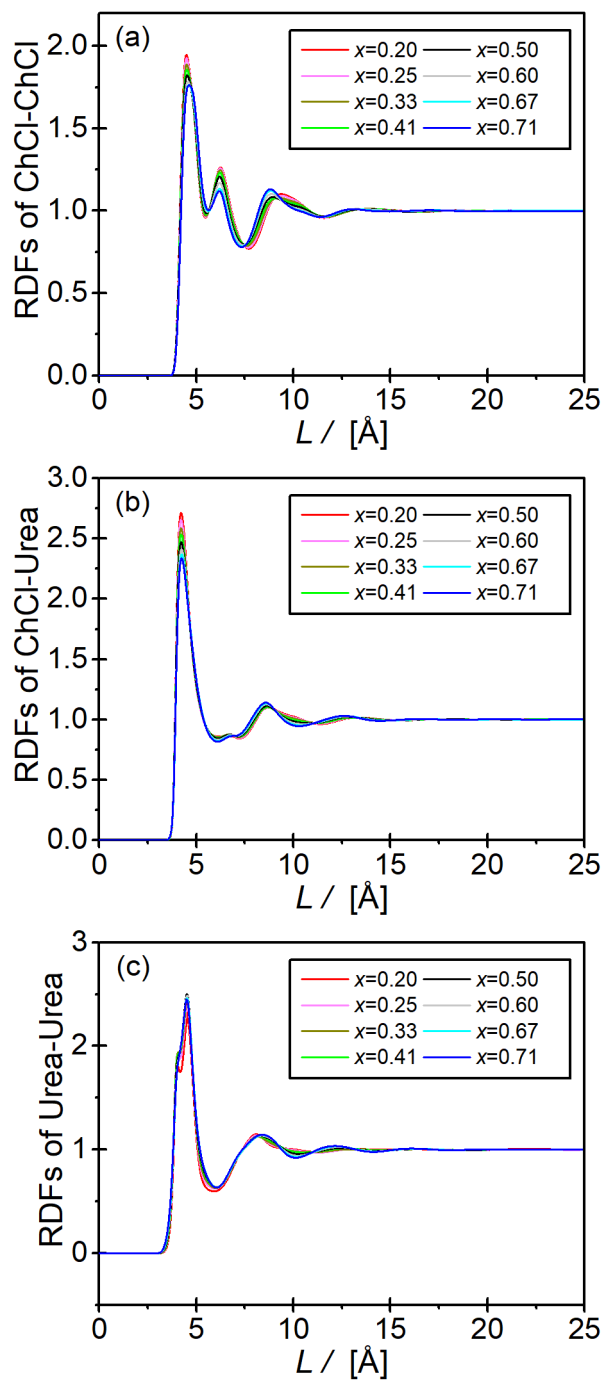 (a)
x=0.20 x=0.50
x=0.25 x=0.60
x=0.33 x=0.67
x=0.41 x=0.71
RDFs of ChCl-ChCl
2.0
1.5
1.0
0.5
0.0
0 5 10 15 20 25
L / [Å]
(b)
x=0.20 x=0.50
x=0.25 x=0.60
x=0.33 x=0.67
x=0.41 x=0.71
RDFs of ChCl-Urea
3.0
2.5
2.0
1.5
1.0
0.5
0.0
0 5 10 15 20 25
L / [Å]
(c)
x=0.20 x=0.50
x=0.25 x=0.60
x=0.33 x=0.67
x=0.41 x=0.71
RDFs of Urea-Urea
3
2
1
0
0 5 10 15 20 25
L / [Å]